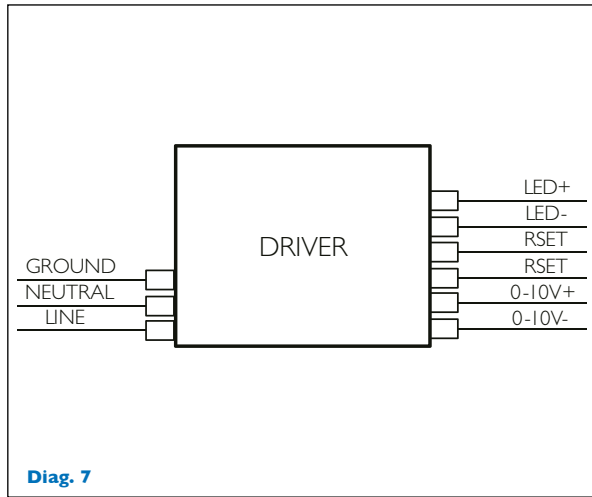 GROUND
NEUTRAL
LINE
DRIVER
LED+
LED-
RSET
RSET
0-10V+
0-10V-
Diag. 7